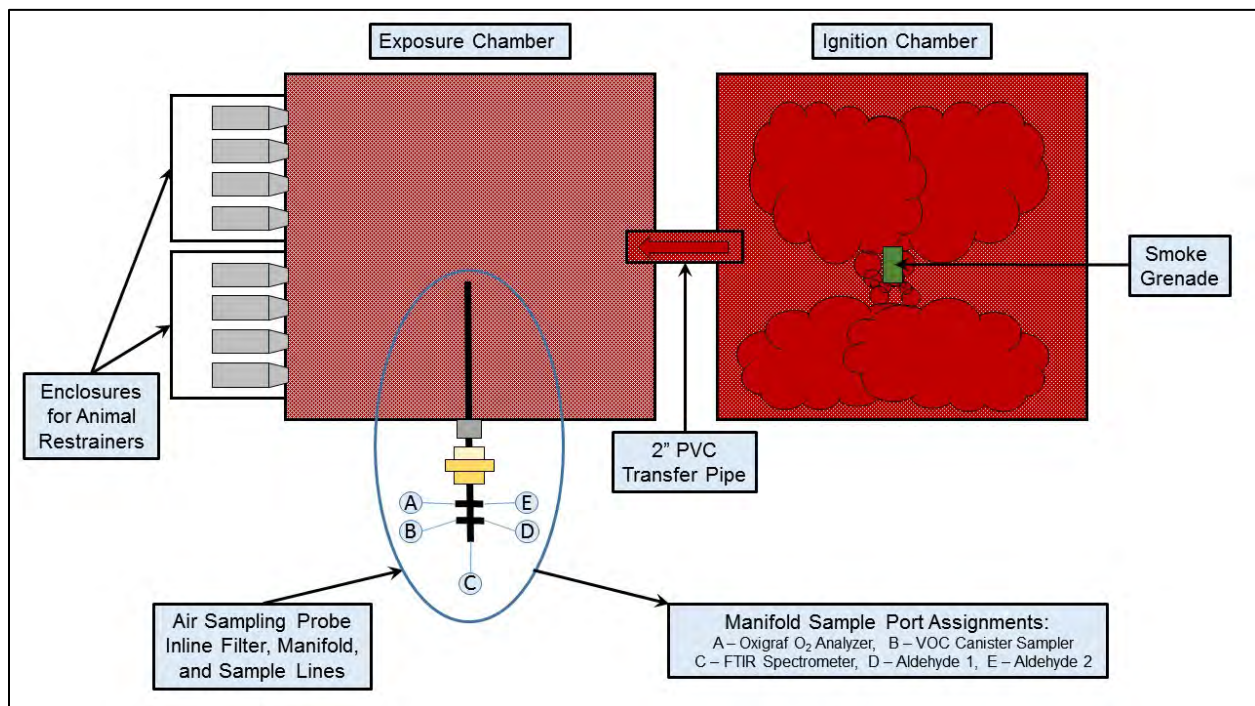 Exposure Chamber
Ignition Chamber
Smoke
Grenade
Enclosures
for Animal
Restrainers
2” PVC
Transfer Pipe
A
E
B
D
C
Air Sampling Probe
Inline Filter, Manifold,
and Sample Lines
Manifold Sample Port Assignments:
A – Oxigraf O₂ Analyzer, B – VOC Canister Sampler
C – FTIR Spectrometer, D – Aldehyde 1, E – Aldehyde 2